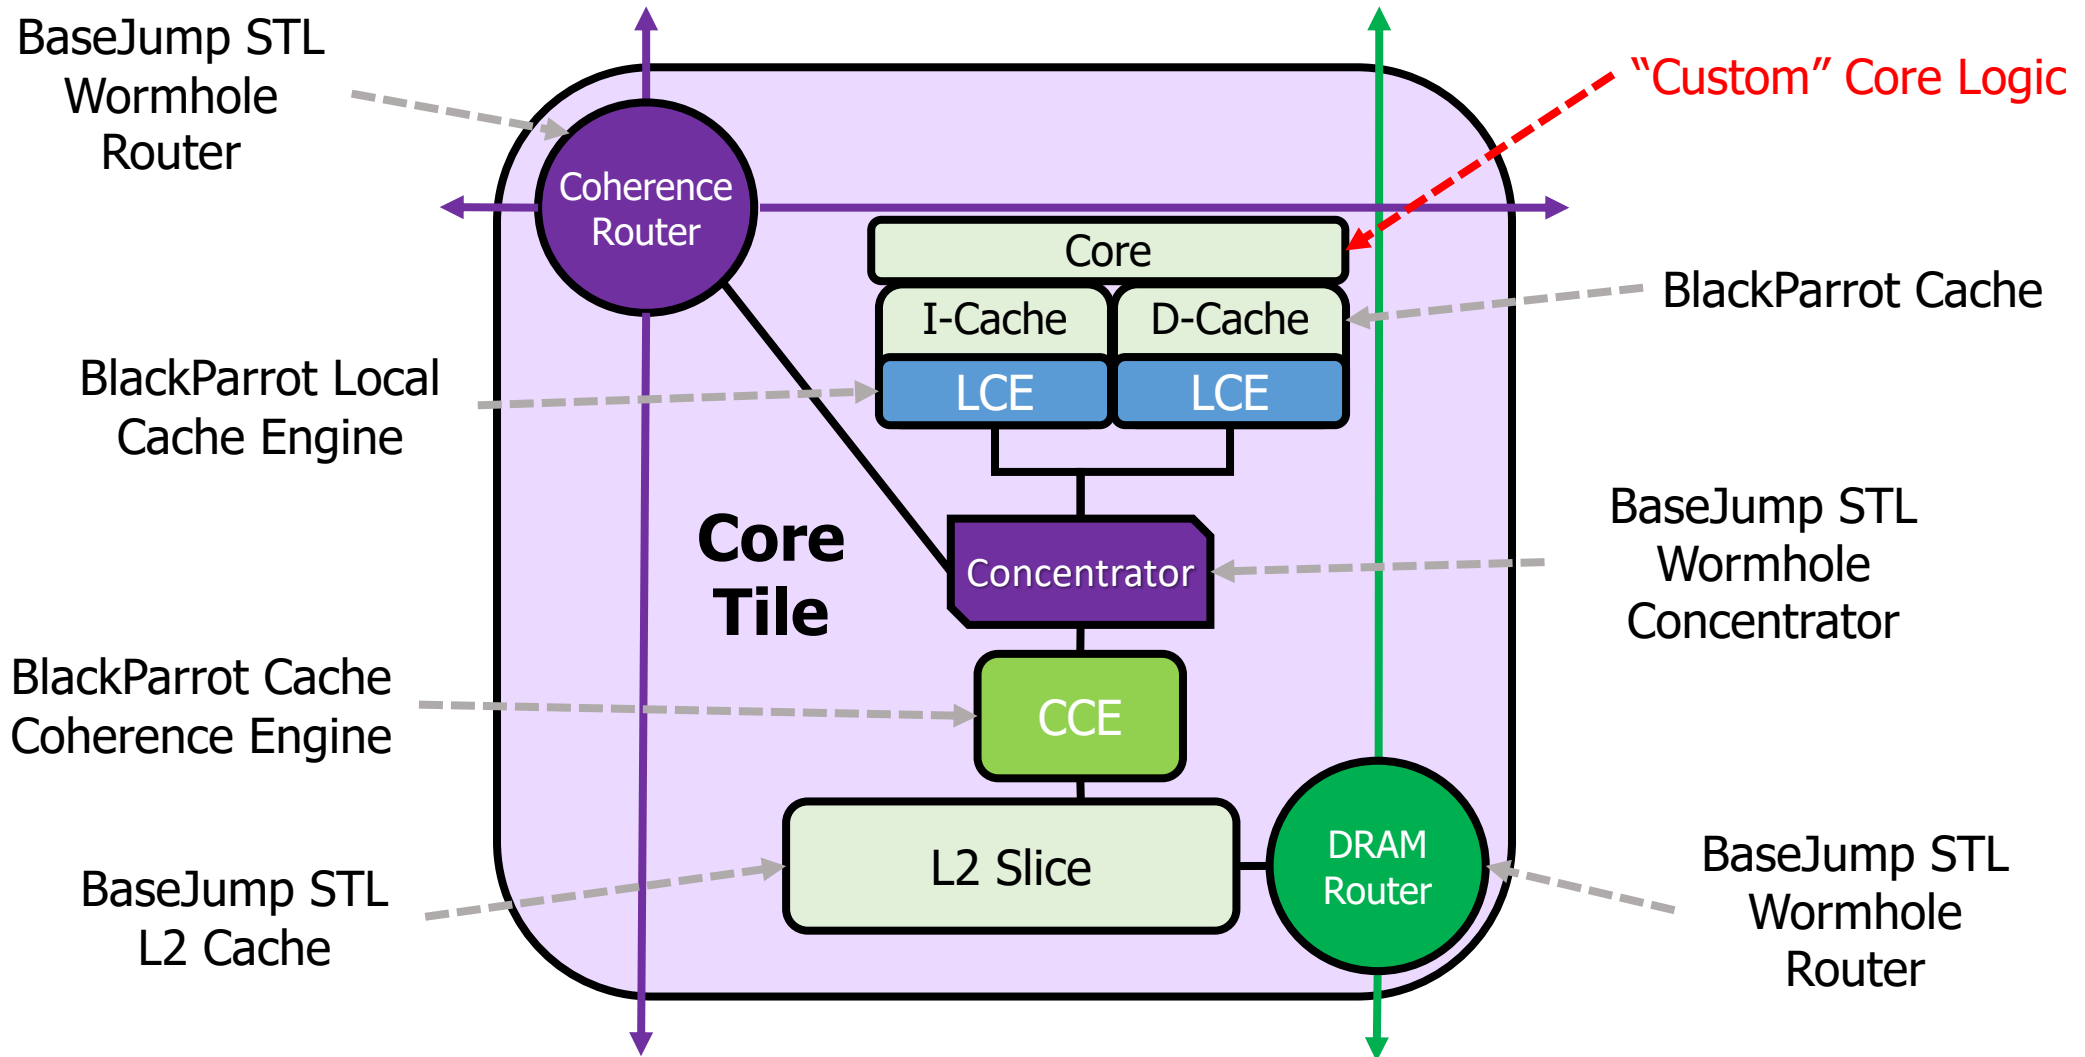 BaseJump STL
Wormhole
Router
“Custom” Core Logic
Coherence
Router
Core
BlackParrot Cache
I-Cache
D-Cache
BlackParrot Local
Cache Engine
LCE
LCE
Core
Tile
Concentrator
BaseJump STL
Wormhole
Concentrator
BlackParrot Cache
Coherence Engine
CCE
BaseJump STL
L2 Cache
L2 Slice
DRAM
Router
BaseJump STL
Wormhole
Router